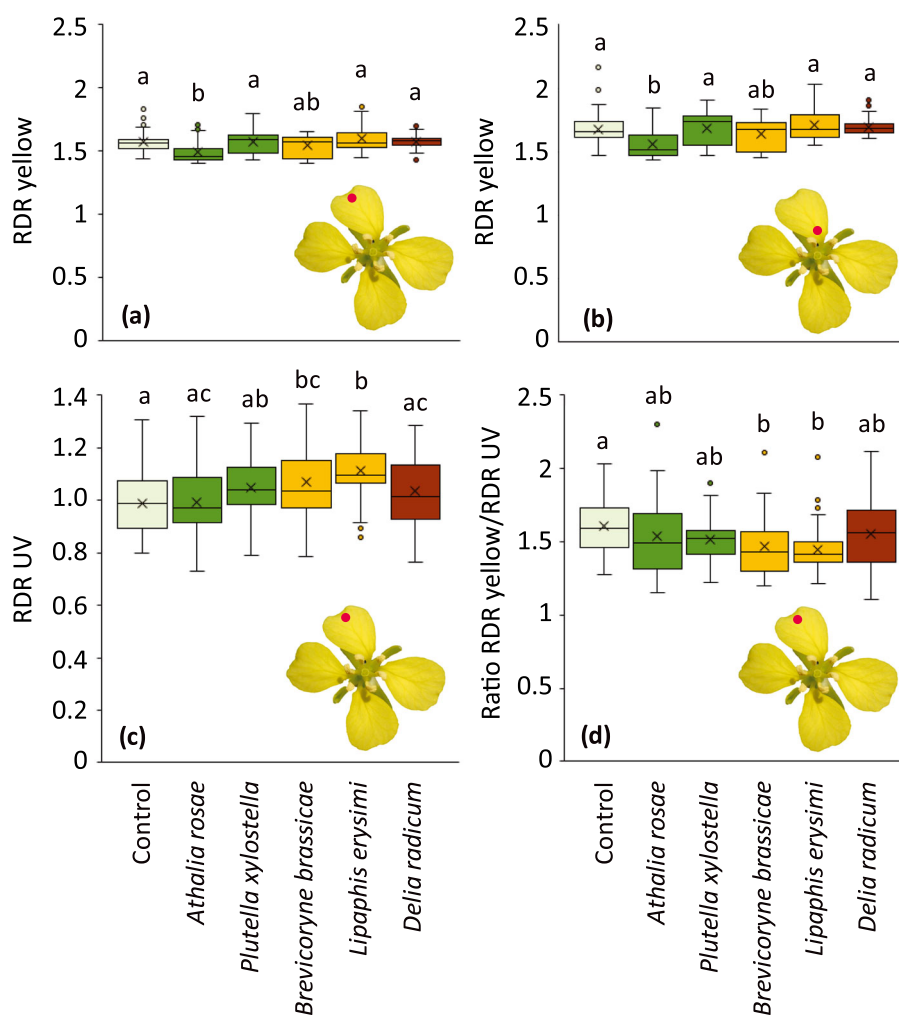 2.5
a
b
a
ab
a
a
2
1.5
1
0.5
0
RDR yellow
(a)
2.5
a
b
a
ab
a
a
2
1.5
1
0.5
0
RDR yellow
(b)
1.4
a
ac
ab
bc
b
ac
1.2
1.0
0.8
0.6
0.4
0.2
0
RDR UV
(c)
2.5
a
ab
ab
b
b
ab
2
1.5
1
0.5
0
Ratio RDR yellow/RDR UV
(d)
Control
Athalia rosae
Plutella xylostella
Brevicoryne brassicae
Lipaphis erysimi
Delia radicum
Control
Athalia rosae
Plutella xylostella
Brevicoryne brassicae
Lipaphis erysimi
Delia radicum